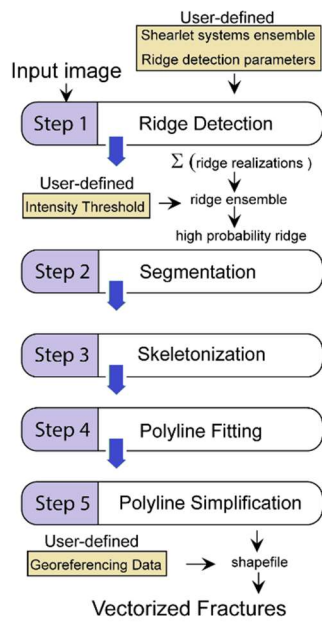 User-defined
Shearlet systems ensemble
Ridge detection parameters
Input image
Step 1
Ridge Detection
Σ (ridge realizations )
User-defined
Intensity Threshold
ridge ensemble
high probability ridge
Step 2
Segmentation
Step 3
Skeletonization
Step 4
Polyline Fitting
Step 5
Polyline Simplification
User-defined
Georeferencing Data
shapefile
Vectorized Fractures